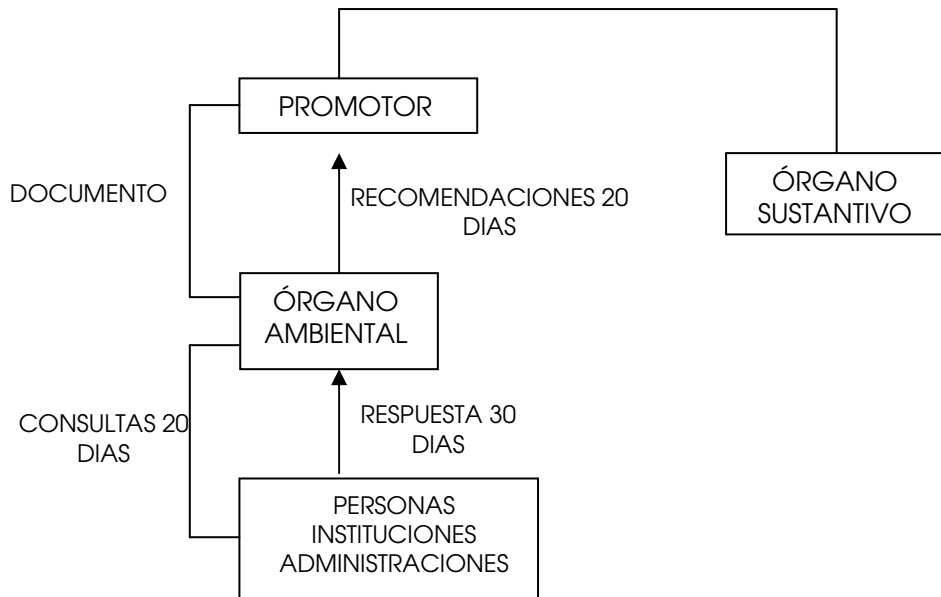 PROMOTOR
ÓRGANO
SUSTANTIVO
DOCUMENTO
RECOMENDACIONES 20
DIAS
ÓRGANO
AMBIENTAL
CONSULTAS 20
DIAS
RESPUESTA 30
DIAS
PERSONAS
INSTITUCIONES
ADMINISTRACIONES